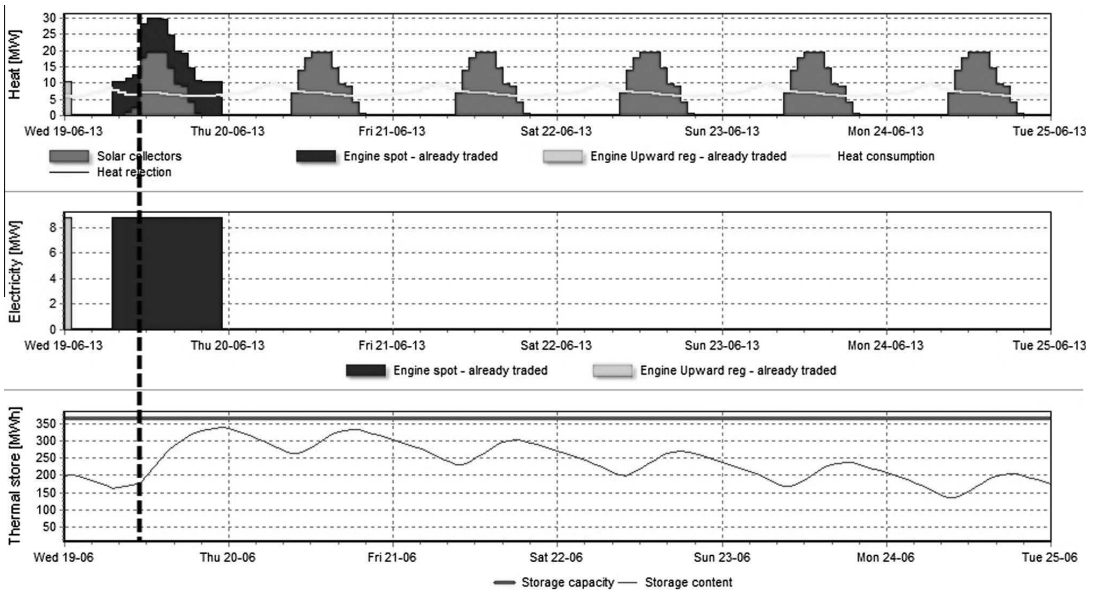 Heat [MW]
30
25
20
15
10
5
0
Wed 19-06-13 Thu 20-06-13 Fri 21-06-13 Sat 22-06-13 Sun 23-06-13 Mon 24-06-13 Tue 25-06-13
Solar collectors Engine spot - already traded Engine Upward reg - already traded Heat consumption
Heat rejection
Electricity [MW]
8
6
4
2
0
Wed 19-06-13 Thu 20-06-13 Fri 21-06-13 Sat 22-06-13 Sun 23-06-13 Mon 24-06-13 Tue 25-06-13
Engine spot - already traded Engine Upward reg - already traded
Thermal store [MWh]
350
300
250
200
150
100
50
Wed 19-06 Thu 20-06 Fri 21-06 Sat 22-06 Sun 23-06 Mon 24-06 Tue 25-06
Storage capacity Storage content